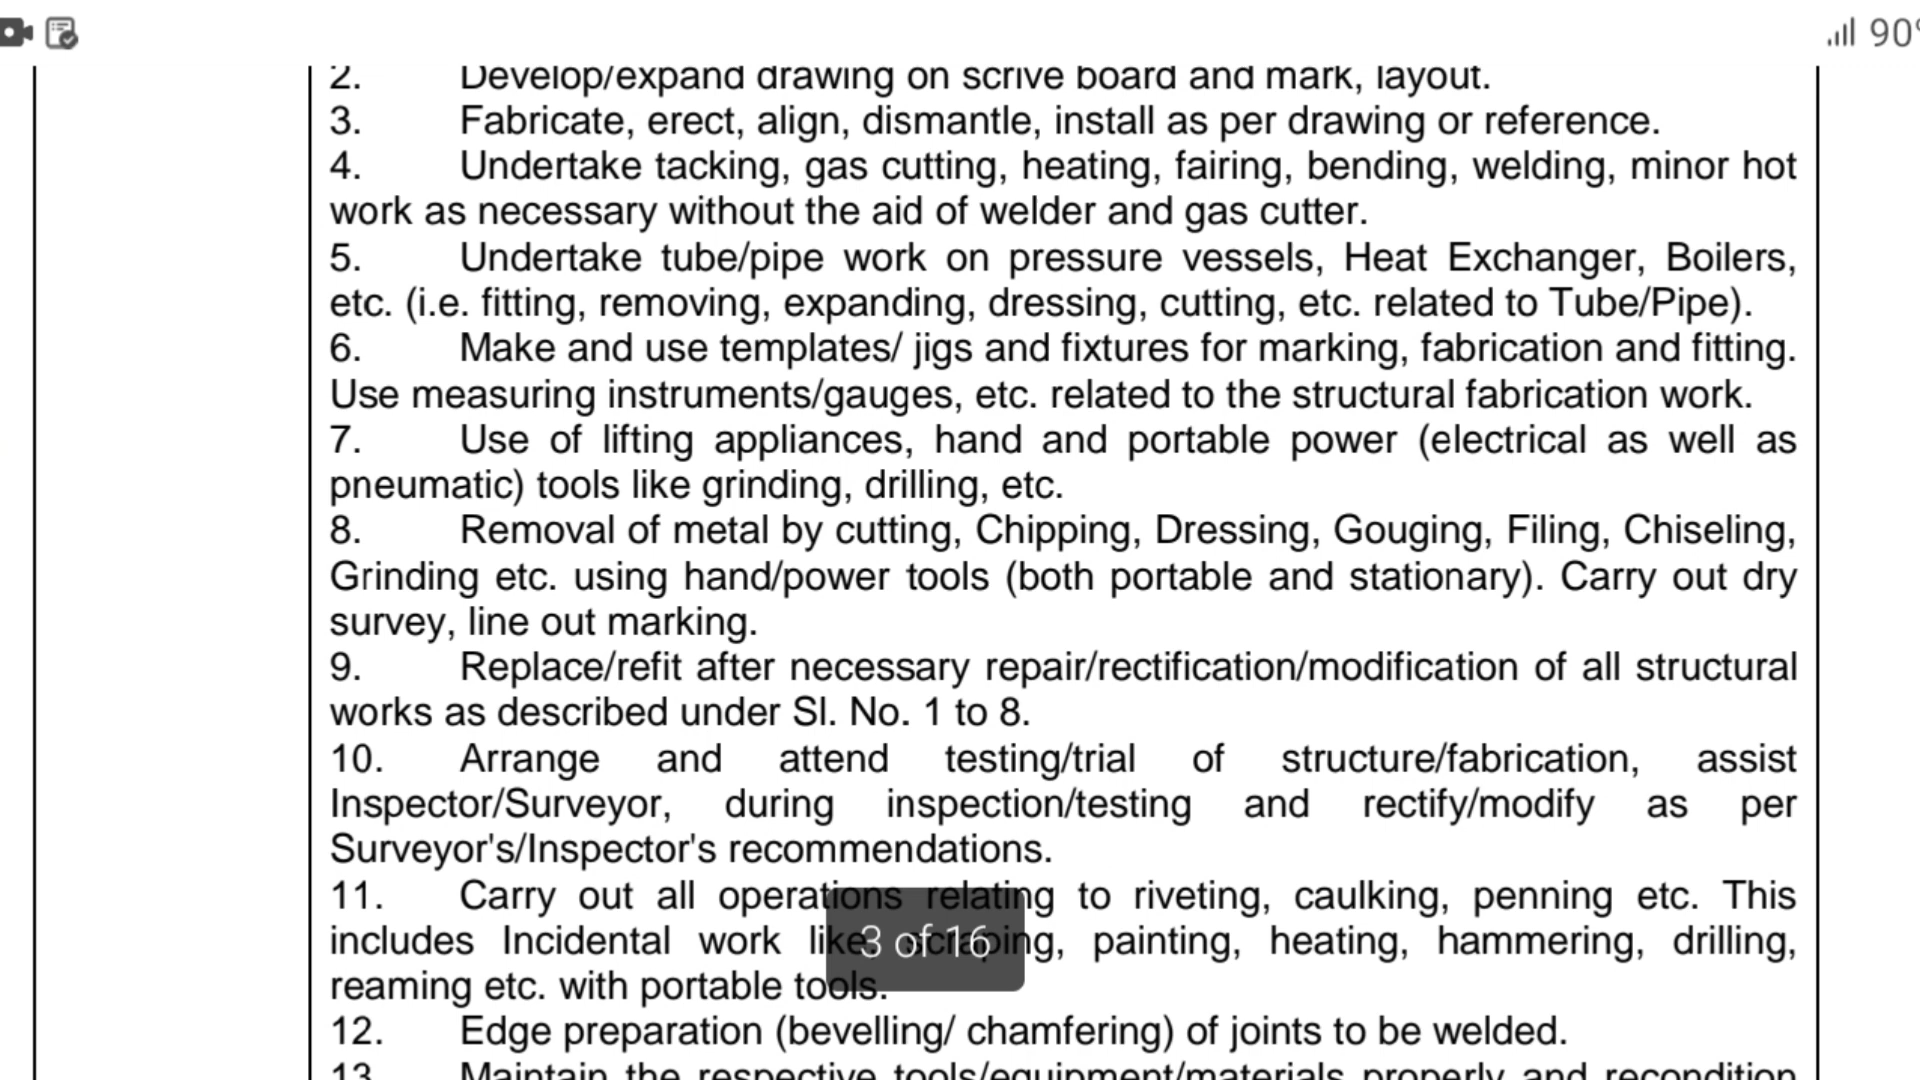 90%
2. Develop/expand drawing on scrive board and mark, layout.
3. Fabricate, erect, align, dismantle, install as per drawing or reference.
4. Undertake tacking, gas cutting, heating, fairing, bending, welding, minor hot
work as necessary without the aid of welder and gas cutter.
5. Undertake tube/pipe work on pressure vessels, Heat Exchanger, Boilers,
etc. (i.e. fitting, removing, expanding, dressing, cutting, etc. related to Tube/Pipe).
6. Make and use templates/ jigs and fixtures for marking, fabrication and fitting.
Use measuring instruments/gauges, etc. related to the structural fabrication work.
7. Use of lifting appliances, hand and portable power (electrical as well as
pneumatic) tools like grinding, drilling, etc.
8. Removal of metal by cutting, Chipping, Dressing, Gouging, Filing, Chiseling,
Grinding etc. using hand/power tools (both portable and stationary). Carry out dry
survey, line out marking.
9. Replace/refit after necessary repair/rectification/modification of all structural
works as described under Sl. No. 1 to 8.
10. Arrange and attend testing/trial of structure/fabrication, assist
Inspector/Surveyor, during inspection/testing and rectify/modify as per
Surveyor's/Inspector's recommendations.
11. Carry out all operations relating to riveting, caulking, penning etc. This
includes Incidental work like, scraping, painting, heating, hammering, drilling,
3 of 16
reaming etc. with portable tools.
12. Edge preparation (bevelling/ chamfering) of joints to be welded.
13. Maintain the respective tools/equipment/materials properly and recondition